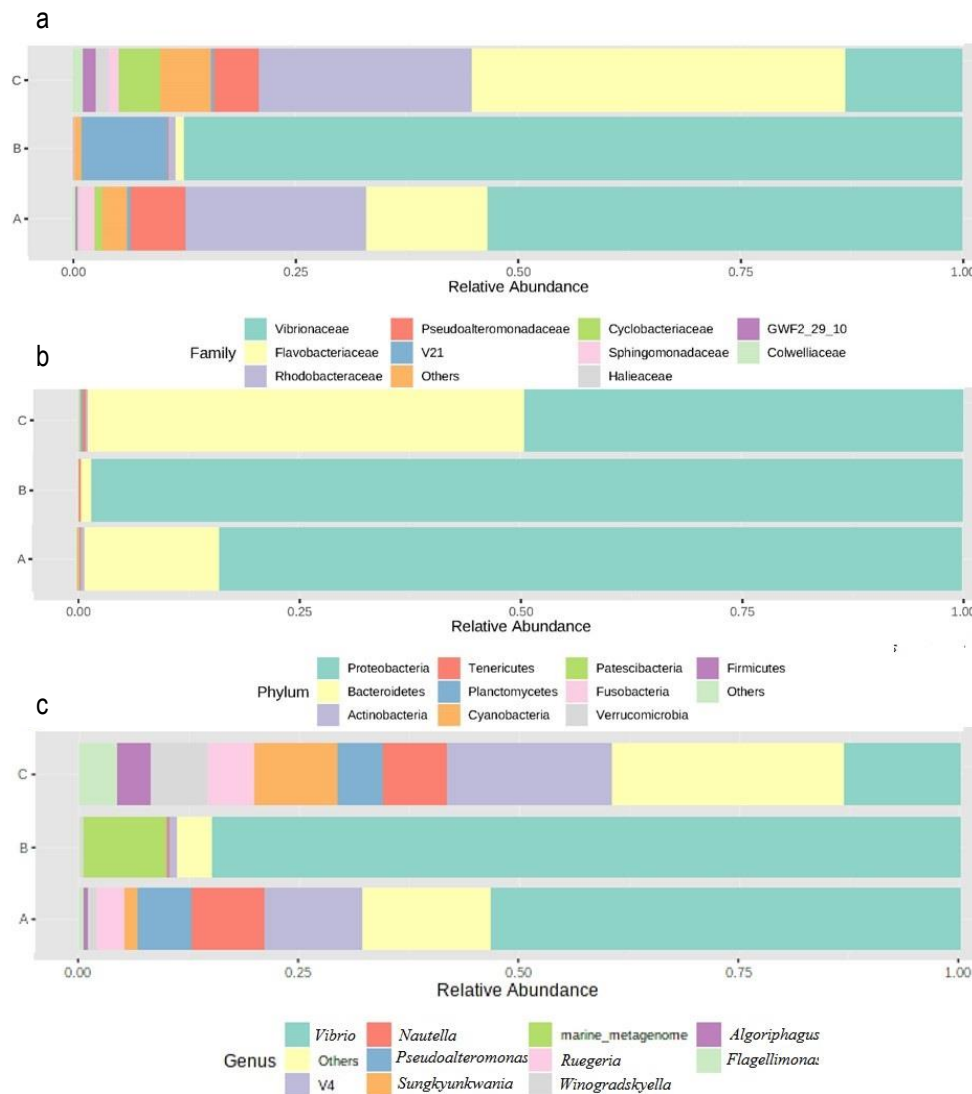 a
C
B
A
0.00 0.25 0.50 0.75 1.00
Relative Abundance
Family
Vibrionaceae Pseudoalteromonadaceae Cyclobacteriaceae GWF2_29_10
Flavobacteriaceae V21 Sphingomonadaceae Colwelliaceae
Rhodobacteraceae Others Halieaceae
b
C
B
A
0.00 0.25 0.50 0.75 1.00
Relative Abundance
Phylum
Proteobacteria Tenericutes Patescibacteria Firmicutes
Bacteroidetes Planctomycetes Fusobacteria Others
Actinobacteria Cyanobacteria Verrucomicrobia
c
C
B
A
0.00 0.25 0.50 0.75 1.00
Relative Abundance
Genus
Vibrio Nautella marine_metagenome Algoriphagus
Others Pseudoalteromonas Ruegeria Flagellimonas
V4 Sungkyunkwania Winogradskyella